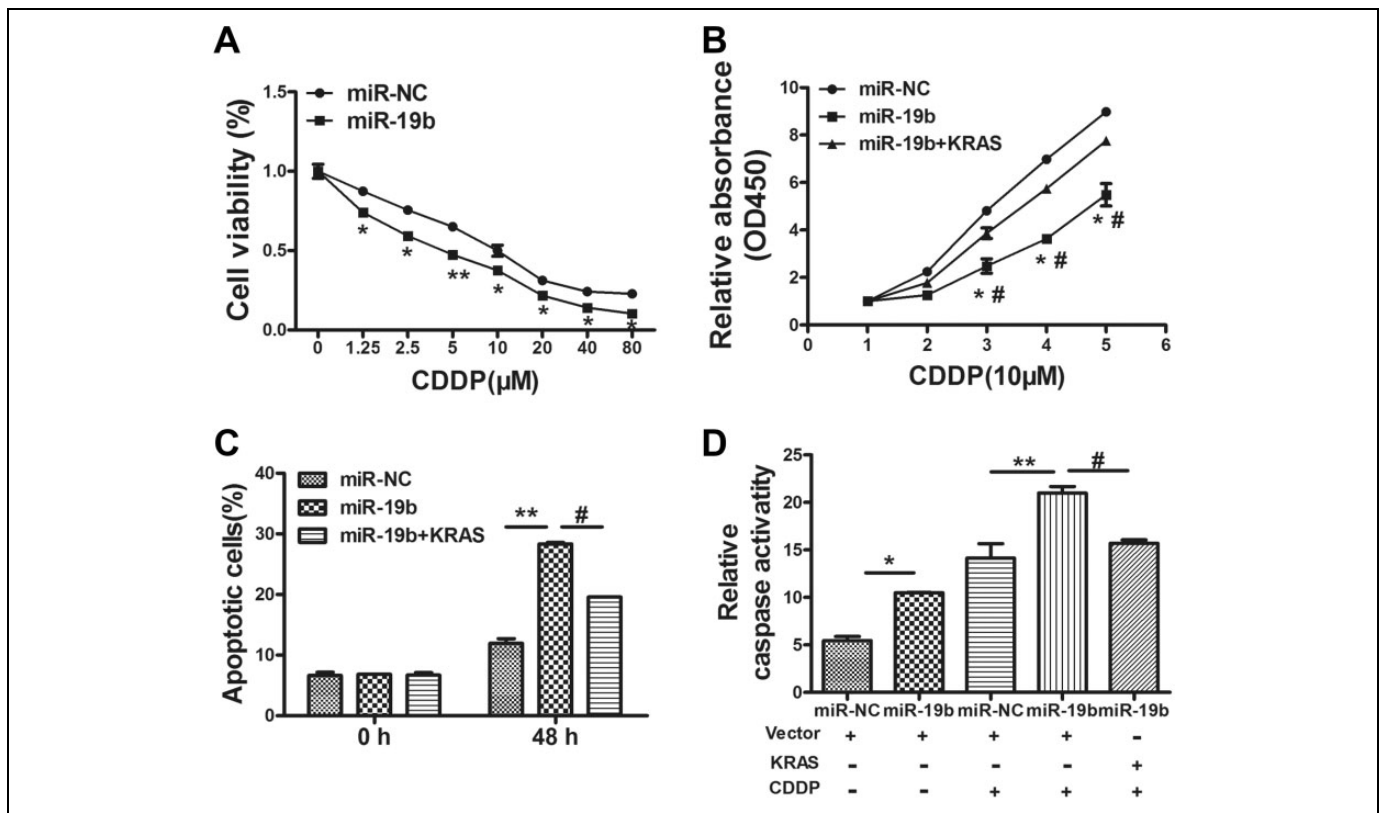 A
Cell viability (%)
1.5
1.0
0.5
0.0
miR-NC
miR-19b
*
*
**
*
*
*
*
0 1.25 2.5 5 10 20 40 80
CDDP(μM)
B
Relative absorbance
(OD450)
10
8
6
4
2
0
miR-NC
miR-19b
miR-19b+KRAS
* #
* #
* #
0 1 2 3 4 5 6
CDDP(10μM)
C
Apoptotic cells(%)
40
30
20
10
0
miR-NC
miR-19b
miR-19b+KRAS
** #
0 h 48 h
D
Relative
caspase activatity
25
20
15
10
5
0
*
** #
miR-NC miR-19b miR-NC miR-19b miR-19b
Vector + + + + -
KRAS - - - - +
CDDP - - + + +